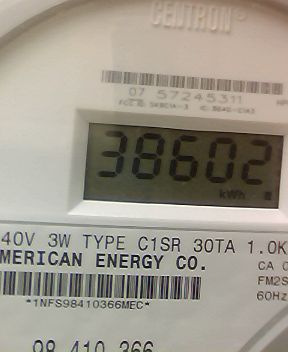 CENTRON®
07 57245311
38602
kWh
40V 3W TYPE C1SR 30TA 1.0K
MERICAN ENERGY CO.
CA 0
FM2S
60Hz
*1NFS98410366MEC*
98 410 366